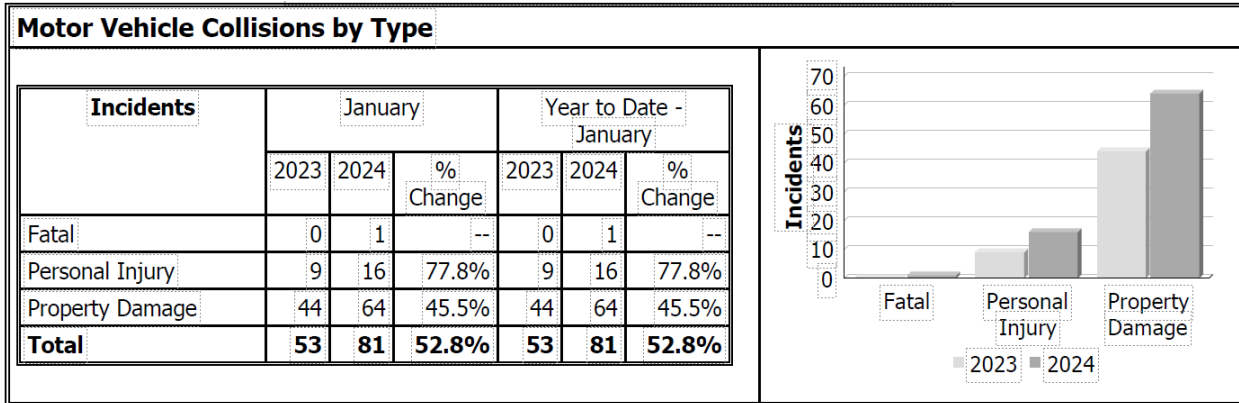 Motor Vehicle Collisions by Type
Incidents January Year to Date -
January
2023 2024 % 2023 2024 %
Change Change
Fatal 0 1 -- 0 1 --
Personal Injury 9 16 77.8% 9 16 77.8%
Property Damage 44 64 45.5% 44 64 45.5%
Total 53 81 52.8% 53 81 52.8%
Incidents
70
60
50
40
30
20
10
0
Fatal Personal Property
Injury Damage
2023 2024